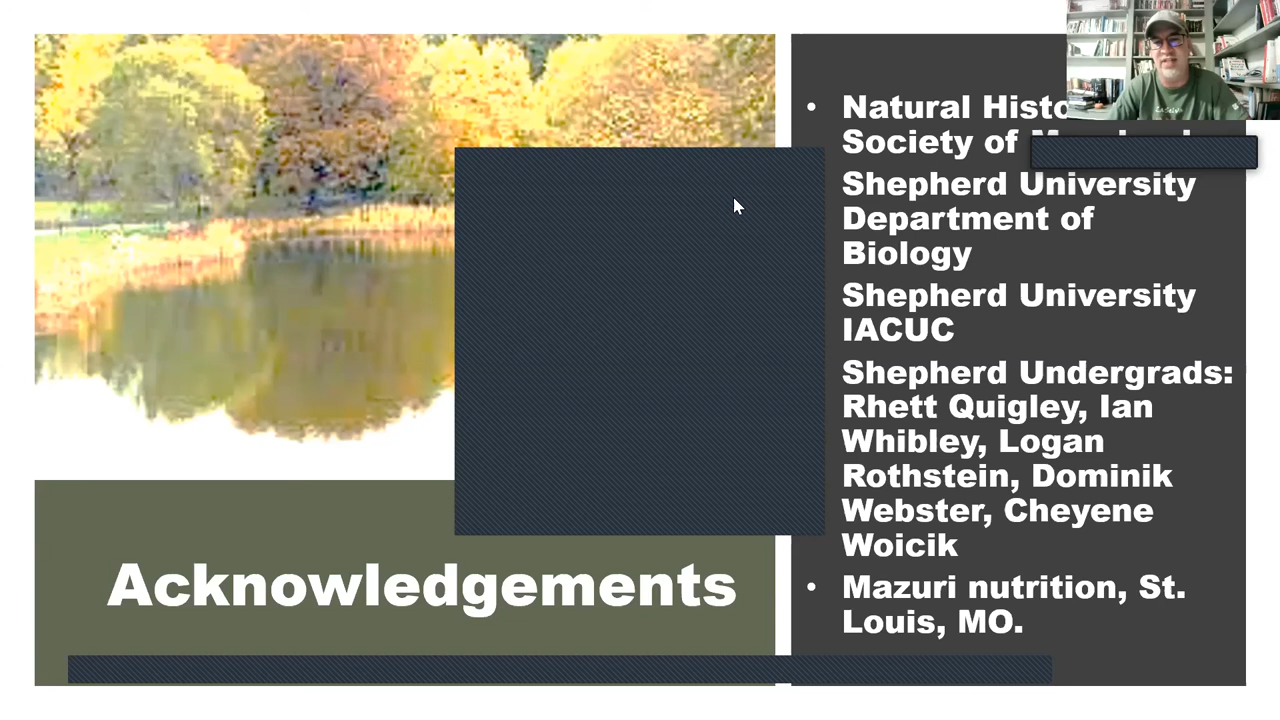 Natural Histo
Society of
Shepherd University
Department of
Biology
Shepherd University
IACUC
Shepherd Undergrads:
Rhett Quigley, Ian
Whibley, Logan
Rothstein, Dominik
Webster, Cheyene
Woicik
Mazuri nutrition, St.
Louis, MO.
Acknowledgements